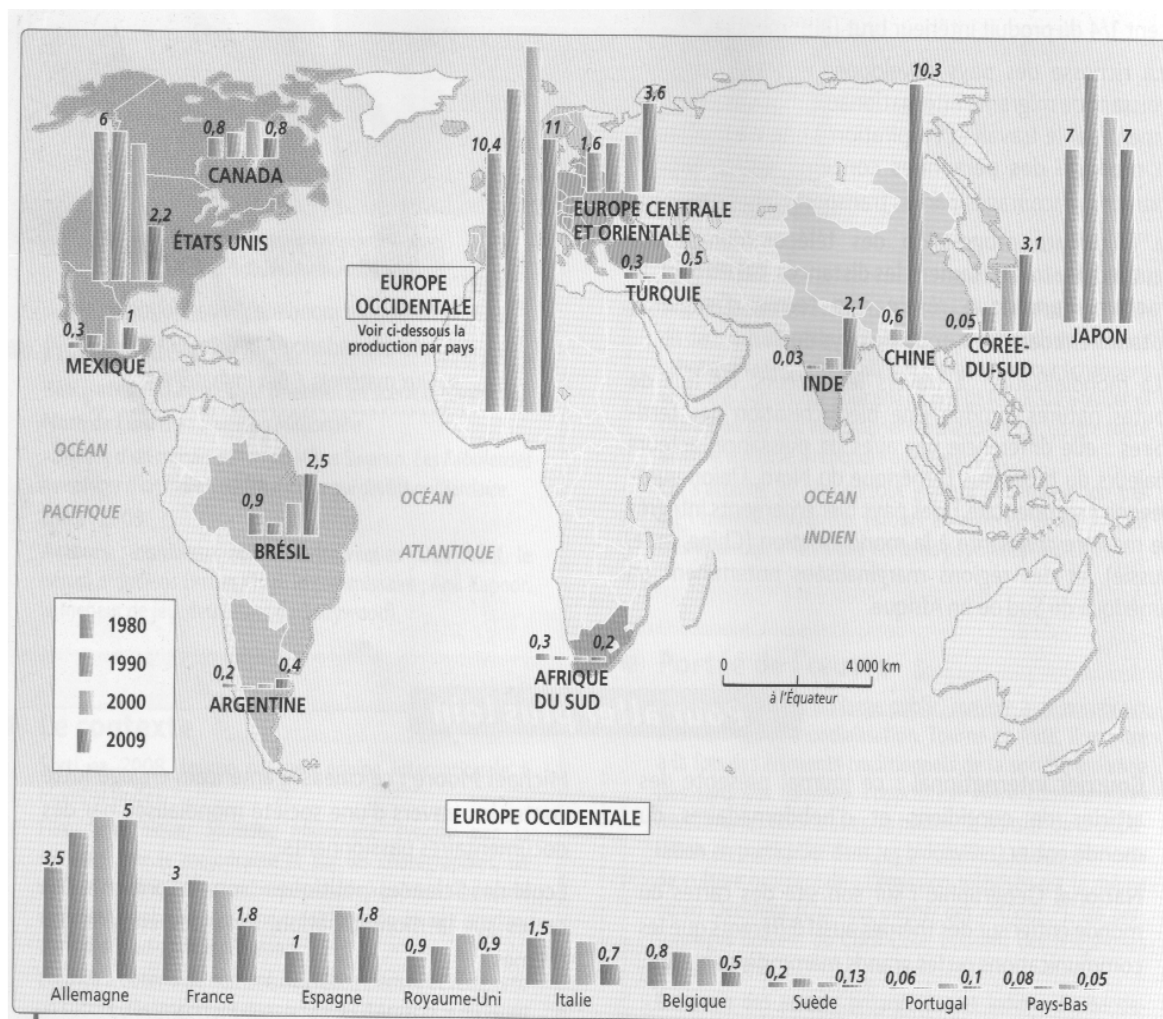 10,3
10,4
11
3,6
1,6
6
0,8
0,8
CANADA
7
7
2,2
ÉTATS UNIS
EUROPE CENTRALE
ET ORIENTALE
0,3
0,5
TURQUIE
3,1
EUROPE
OCCIDENTALE
Voir ci-dessous la
production par pays
0,3
1
MEXIQUE
2,1
0,03
INDE
0,6
CHINE
0,05
CORÉE-
DU-SUD
JAPON
OCÉAN
PACIFIQUE
2,5
0,9
BRÉSIL
OCÉAN
ATLANTIQUE
OCÉAN
INDIEN
1980
1990
2000
2009
0,2
0,4
ARGENTINE
0,3
0,2
AFRIQUE
DU SUD
0
4 000 km
à l'Équateur
EUROPE OCCIDENTALE
3,5
5
3
1,8
1
1,8
0,9
0,9
1,5
0,7
0,8
0,5
0,2
0,13
0,06
0,1
0,08
0,05
Allemagne
France
Espagne
Royaume-Uni
Italie
Belgique
Suède
Portugal
Pays-Bas